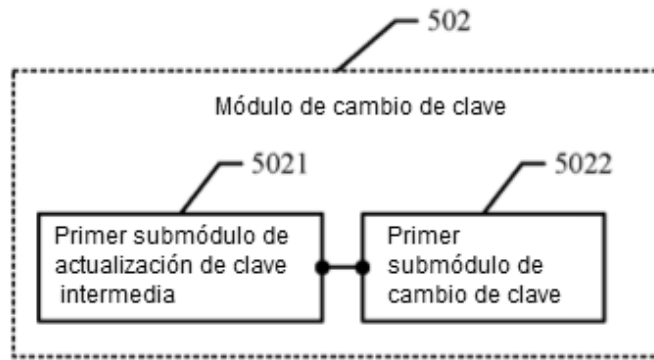 502
Módulo de cambio de clave
5021
5022
Primer submódulo de
actualización de clave
intermedia
Primer
submódulo de
cambio de clave